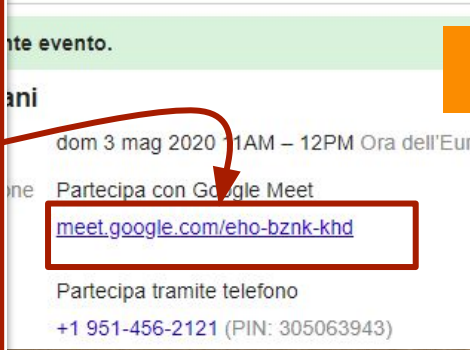 nte evento.
ani
dom 3 mag 2020 11AM – 12PM Ora dell'Eur
one Partecipa con Google Meet
meet.google.com/eho-bznk-khd
Partecipa tramite telefono
+1 951-456-2121 (PIN: 305063943)